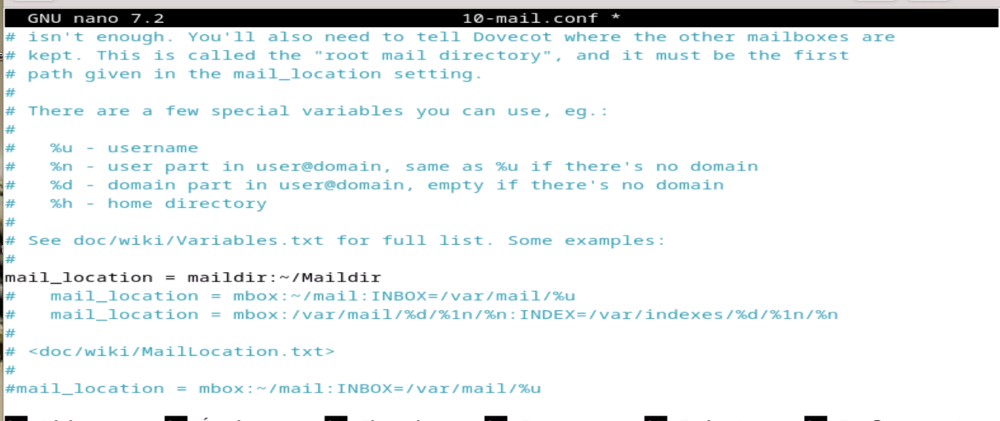 GNU nano 7.2                          10-mail.conf *
# isn't enough. You'll also need to tell Dovecot where the other mailboxes are
# kept. This is called the "root mail directory", and it must be the first
# path given in the mail_location setting.
#
# There are a few special variables you can use, eg.:
#
#   %u - username
#   %n - user part in user@domain, same as %u if there's no domain
#   %d - domain part in user@domain, empty if there's no domain
#   %h - home directory
#
# See doc/wiki/Variables.txt for full list. Some examples:
#
mail_location = maildir:~/Maildir
#   mail_location = mbox:~/mail:INBOX=/var/mail/%u
#   mail_location = mbox:/var/mail/%d/%1n/%n:INDEX=/var/indexes/%d/%1n/%n
#
# <doc/wiki/MailLocation.txt>
#
#mail_location = mbox:~/mail:INBOX=/var/mail/%u